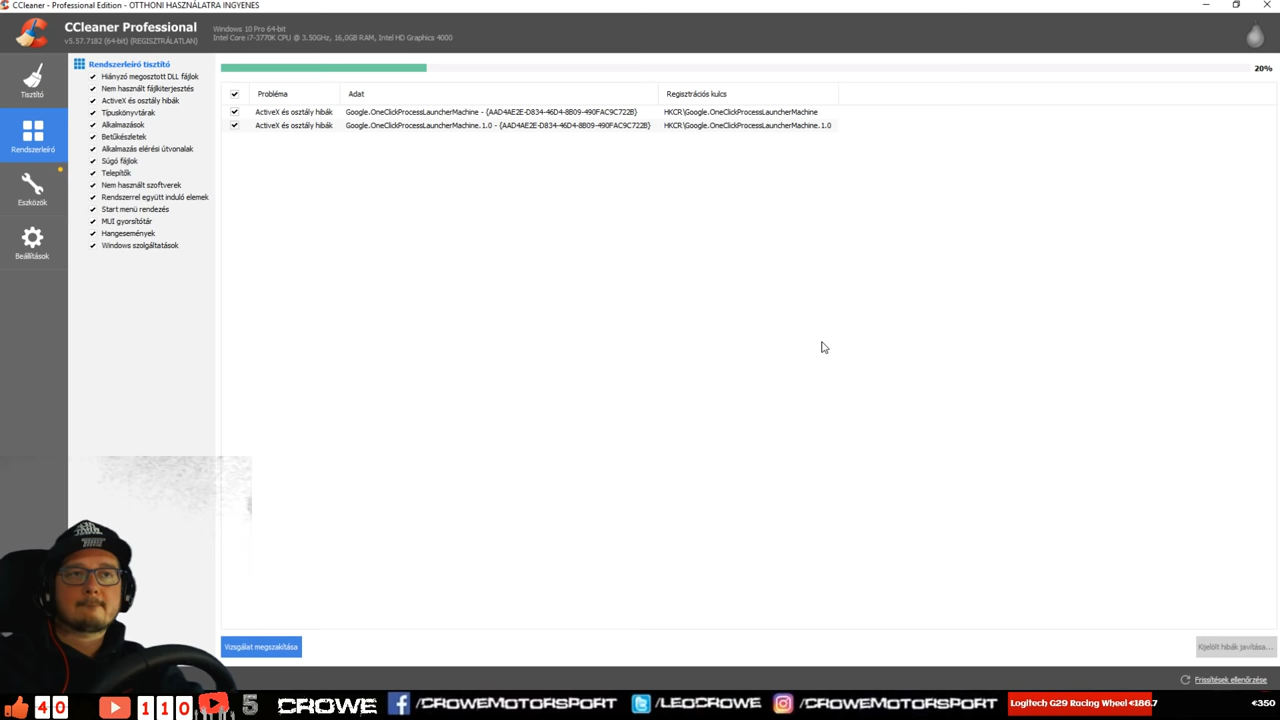 CCleaner - Professional Edition - OTTHONI HASZNÁLATRA INGYENES
CCleaner Professional
v5.57.7182 (64-bit) (REGISZTRÁLATLAN)
Windows 10 Pro 64-bit
Intel Core i7-3770K CPU @ 3.50GHz, 16,0GB RAM, Intel HD Graphics 4000
Tisztító
Rendszerleíró
Eszközök
Beállítások
Rendszerleíró tisztító
Hiányzó megosztott DLL fájlok
Nem használt fájlkiterjesztés
ActiveX és osztály hibák
Típuskönyvtárak
Alkalmazások
Betűkészletek
Alkalmazás elérési útvonalak
Súgó fájlok
Telepítők
Nem használt szoftverek
Rendszerrel együtt induló elemek
Start menü rendezés
MUI gyorsítótár
Hangesemények
Windows szolgáltatások
20%
Probléma Adat Regisztrációs kulcs
ActiveX és osztály hibák Google.OneClickProcessLauncherMachine - {AAD4AE2E-D834-46D4-8B09-490FAC9C722B} HKCR\Google.OneClickProcessLauncherMachine
ActiveX és osztály hibák Google.OneClickProcessLauncherMachine.1.0 - {AAD4AE2E-D834-46D4-8B09-490FAC9C722B} HKCR\Google.OneClickProcessLauncherMachine.1.0
Vizsgálat megszakítása
Kijelölt hibák javítása...
Frissítések ellenőrzése
40 110 5 CROWE /CROWEMOTORSPORT /LEOCROWE /CROWEMOTORSPORT Logitech G29 Racing Wheel €186.7 €350